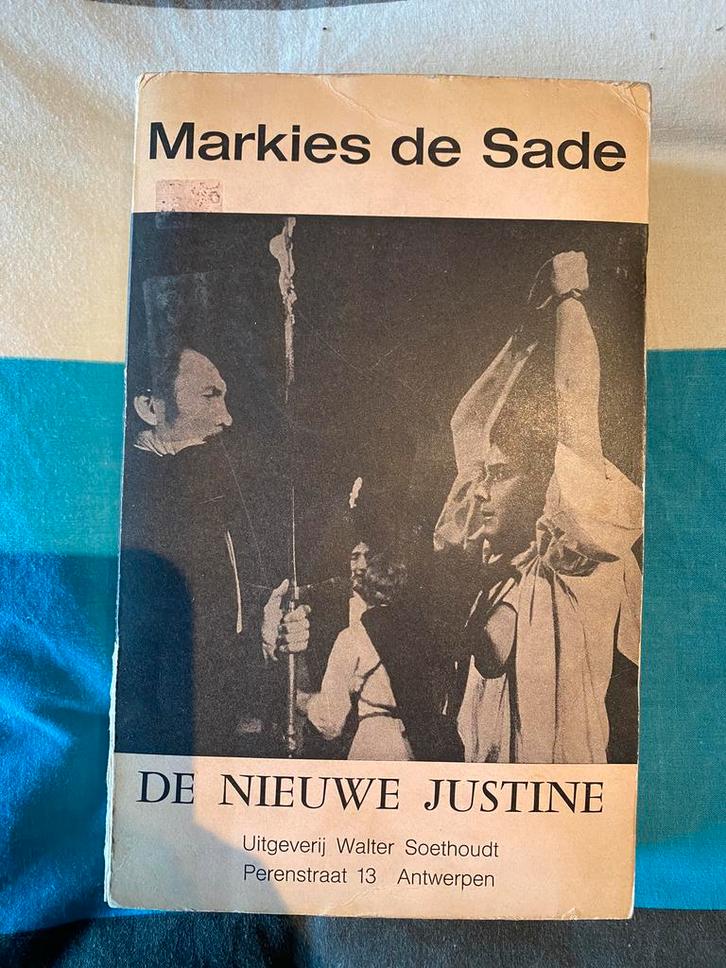 Markies de Sade
DE NIEUWE JUSTINE
Uitgeverij Walter Soethoudt
Perenstraat 13 Antwerpen